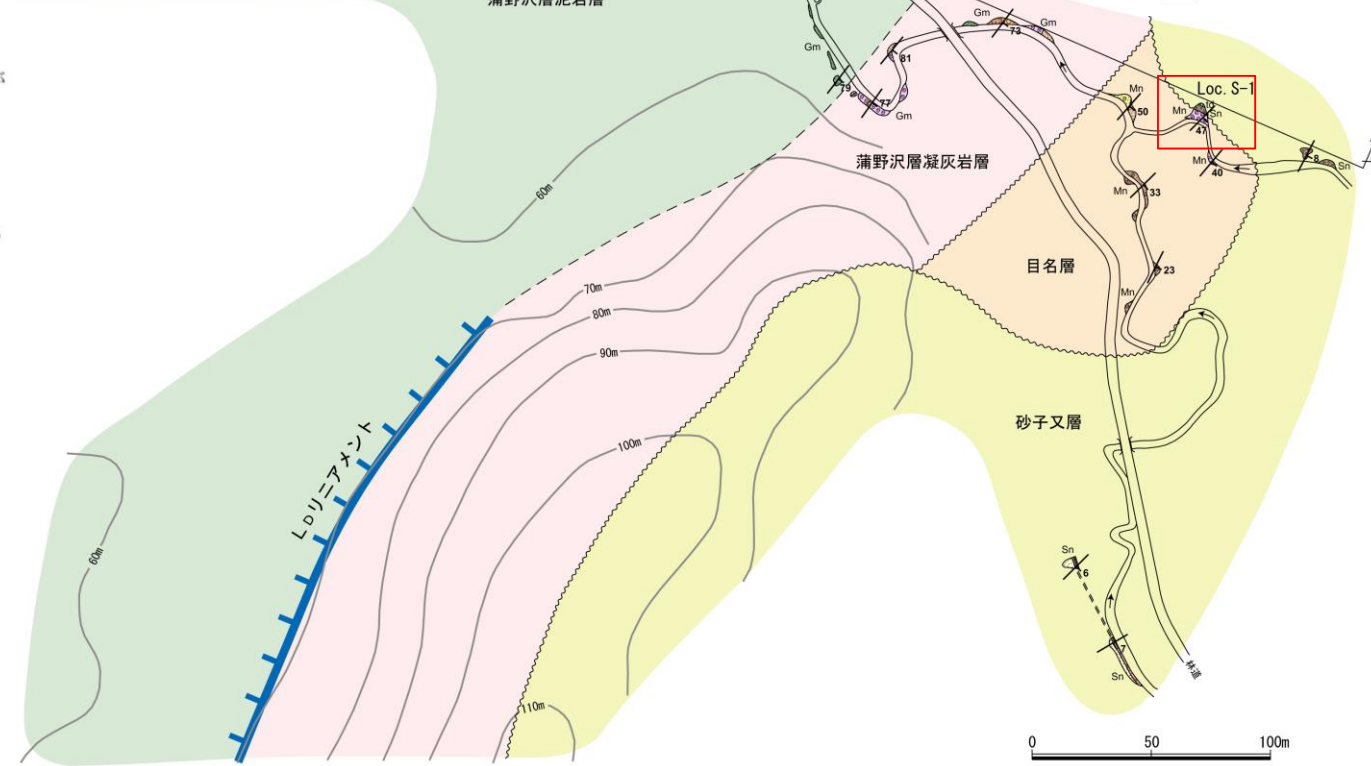 蒲野沢層泥岩層
Gm
73
Gm
Gm
81
79
77
Gm
Mn
50
Loc. S-1
td
Mn
Sn
47
Mn
40
8
Sn
蒲野沢層凝灰岩層
60m
33
Mn
目名層
23
Mn
70m
80m
90m
砂子又層
100m
LDリニアメント
60m
Sn
6
7
Sn
林道
110m
0 50 100m